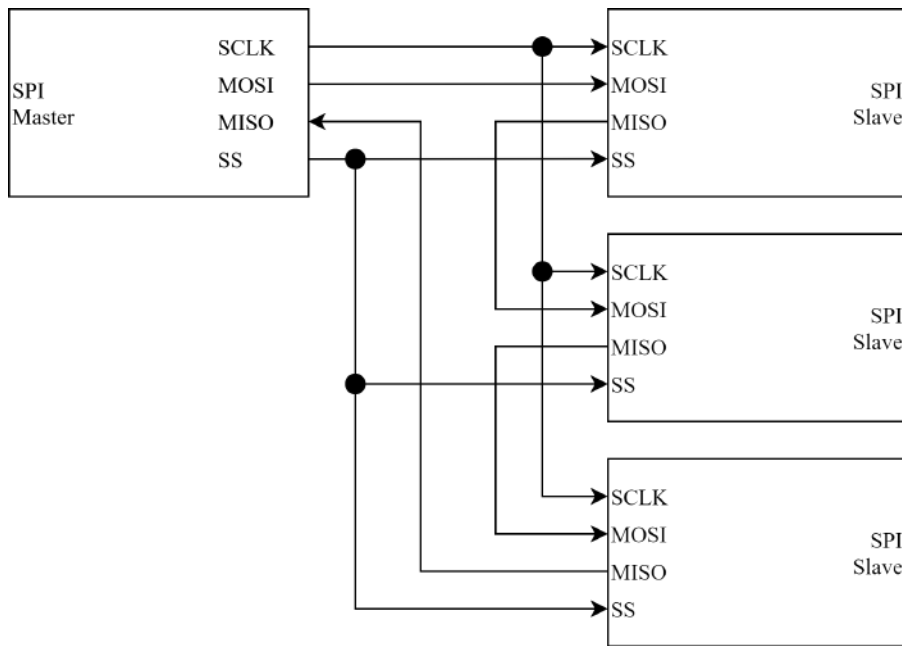 SPI
Master
SCLK
MOSI
MISO
SS
SCLK
MOSI
MISO
SS
SPI
Slave
SCLK
MOSI
MISO
SS
SPI
Slave
SCLK
MOSI
MISO
SS
SPI
Slave